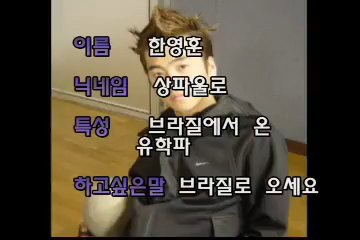 이름 한영훈
닉네임 상파울로
특성 브라질에서 온
유학파
하고싶은말 브라질로 오세요